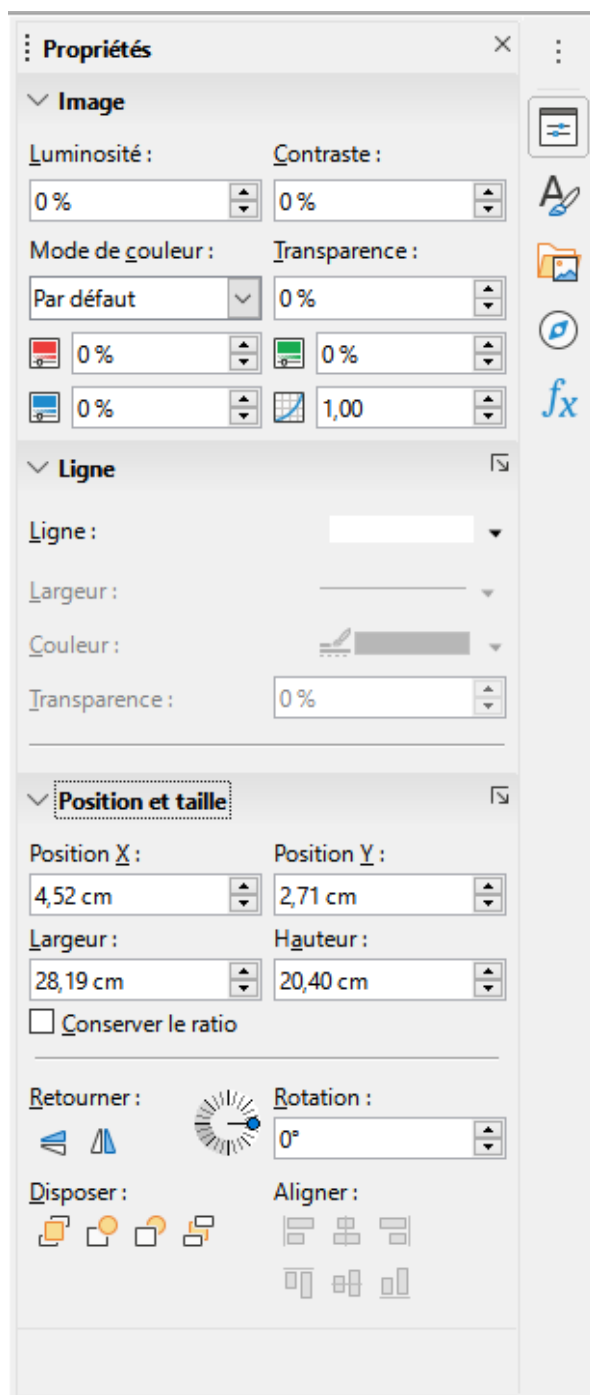 Propriétés
Image
Luminosité : Contraste :
0 % 0 %
Mode de couleur : Transparence :
Par défaut 0 %
0 % 0 %
0 % 1,00
Ligne
Ligne :
Largeur :
Couleur :
Transparence : 0 %
Position et taille
Position X : Position Y :
4,52 cm 2,71 cm
Largeur : Hauteur :
28,19 cm 20,40 cm
Conserver le ratio
Retourner : Rotation :
0°
Disposer : Aligner :